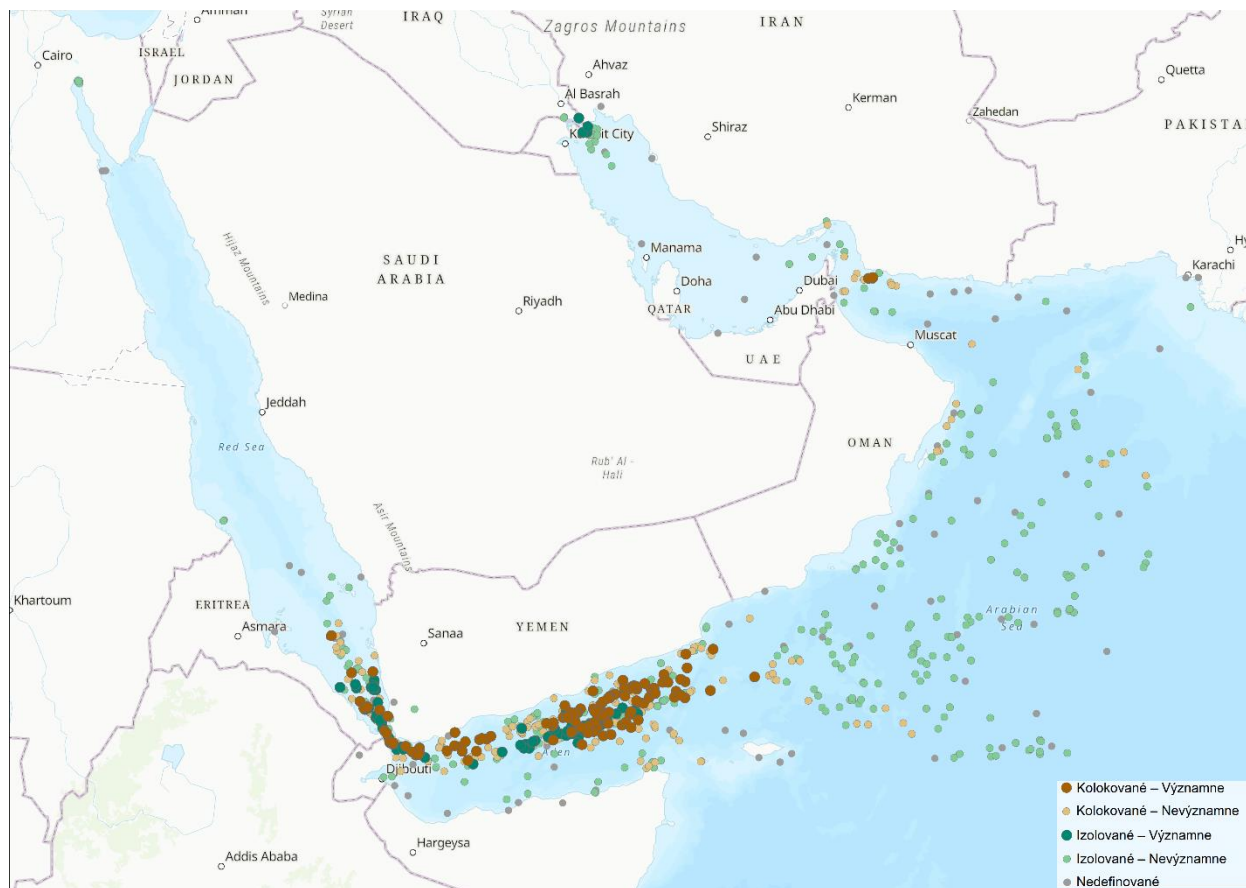 Amman
Syrian
Desert
IRAQ
Zagros Mountains
IRAN
Cairo
ISRAEL
JORDAN
Ahvaz
Quetta
Al Basrah
Kerman
Zahedan
Shiraz
PAKISTAN
Hijaz Mountains
SAUDI
ARABIA
Manama
Karachi
Medina
Riyadh
Doha
Dubai
QATAR
Abu Dhabi
UAE
Muscat
Jeddah
Red Sea
Rub' Al -
Hali
OMAN
Asir Mountains
Khartoum
ERITREA
Asmara
Sanaa
YEMEN
Arabian
Sea
Djibouti
Hargeysa
Addis Ababa
Kolokované – Významne
Kolokované – Nevýznamne
Izolované – Významne
Izolované – Nevýznamne
Nedefinované